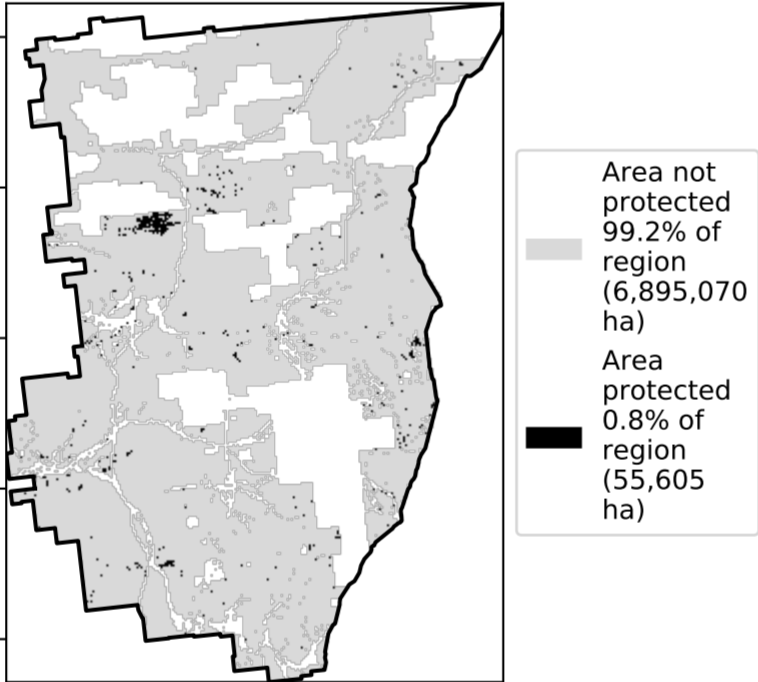 Area not
protected
99.2% of
region
(6,895,070
ha)
Area
protected
0.8% of
region
(55,605
ha)